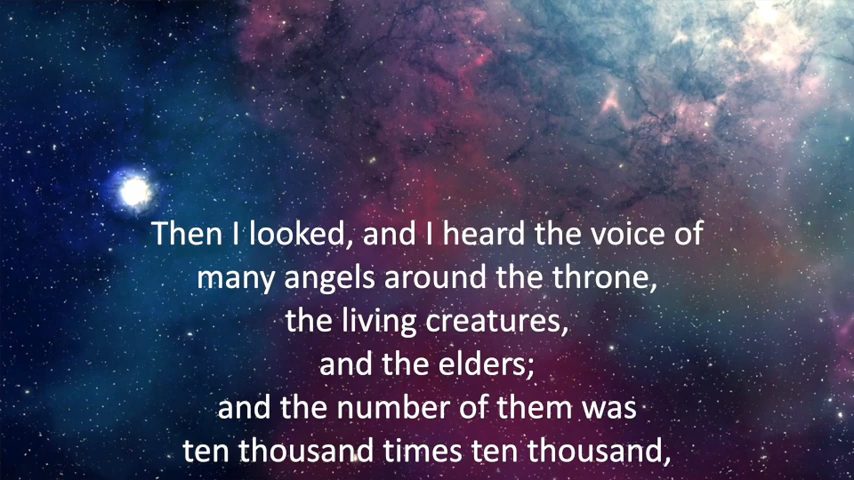 Then I looked, and I heard the voice of
many angels around the throne,
the living creatures,
and the elders;
and the number of them was
ten thousand times ten thousand,